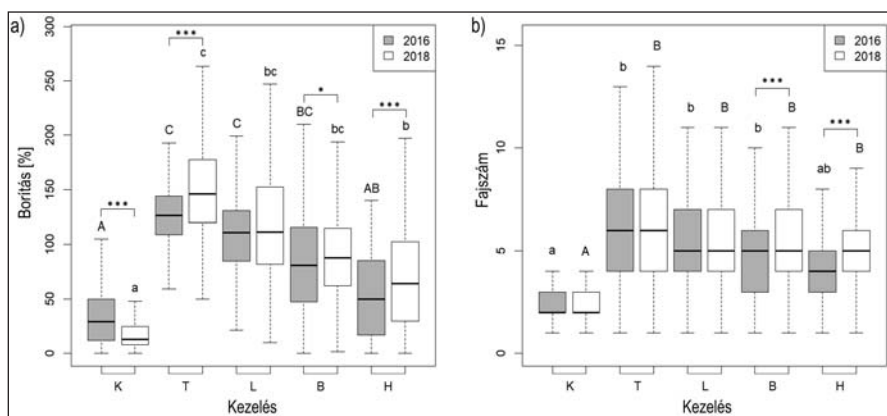 a)
Borítás [%]
300
250
200
150
100
50
0
2016
2018
***
***
*
***
A
a
C
c
C
bc
BC
bc
AB
b
K T L B H
Kezelés
b)
Fajszám
15
10
5
0
2016
2018
***
***
a
A
b
B
b
B
b
B
ab
B
K T L B H
Kezelés